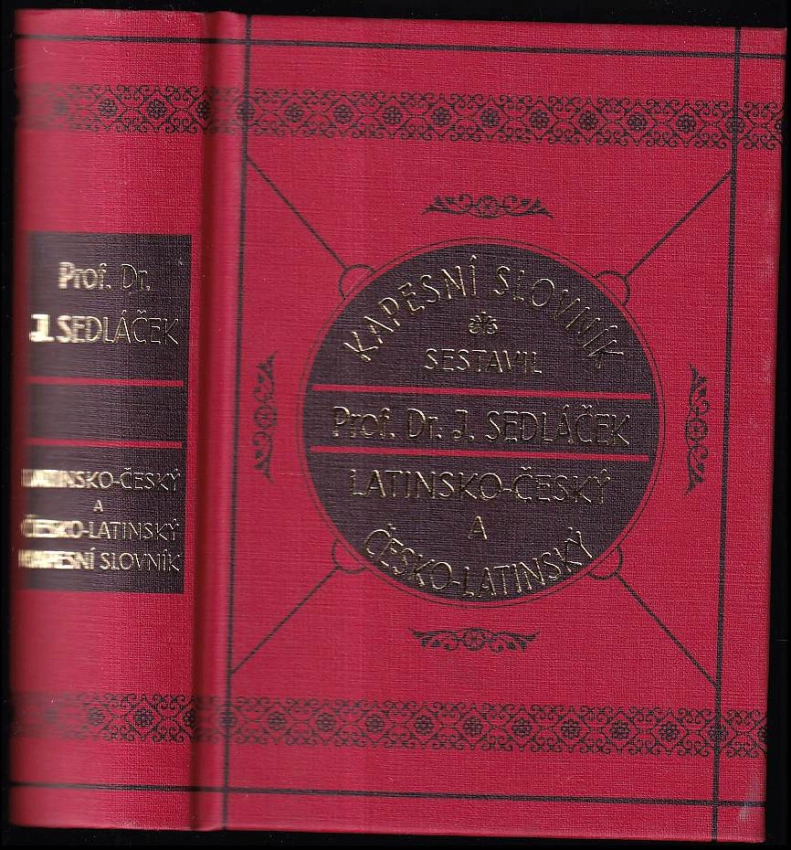 Prof. Dr.
J. SEDLÁČEK
LATINSKO-ČESKÝ
A
ČESKO-LATINSKÝ
KAPESNÍ SLOVNÍK
KAPESNÍ SLOVNÍK
SESTAVIL
Prof. Dr. J. SEDLÁČEK
LATINSKO-ČESKÝ
A
ČESKO-LATINSKÝ